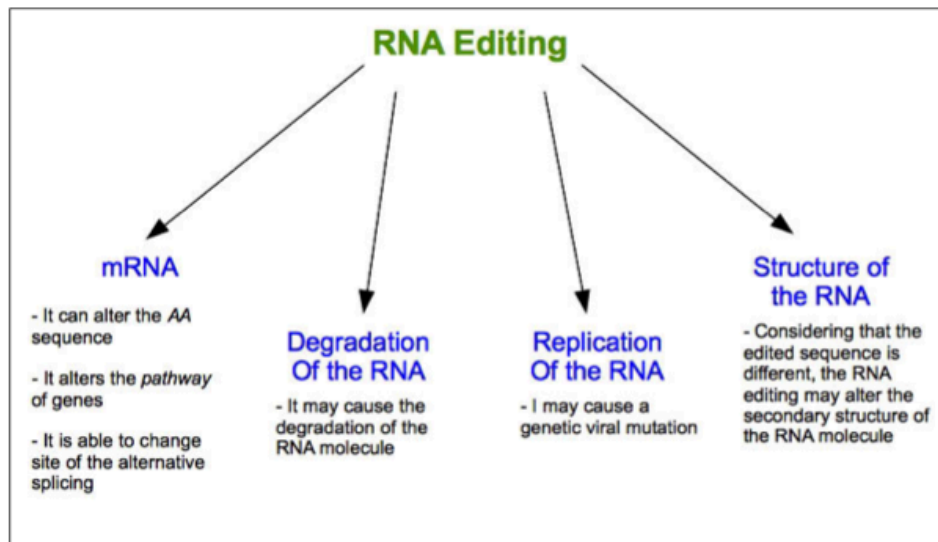 RNA Editing
mRNA
- It can alter the AA
sequence
- It alters the pathway
of genes
- It is able to change
site of the alternative
splicing
Degradation
Of the RNA
- It may cause the
degradation of the
RNA molecule
Replication
Of the RNA
- I may cause a
genetic viral mutation
Structure of
the RNA
- Considering that the
edited sequence is
different, the RNA
editing may alter the
secondary structure of
the RNA molecule